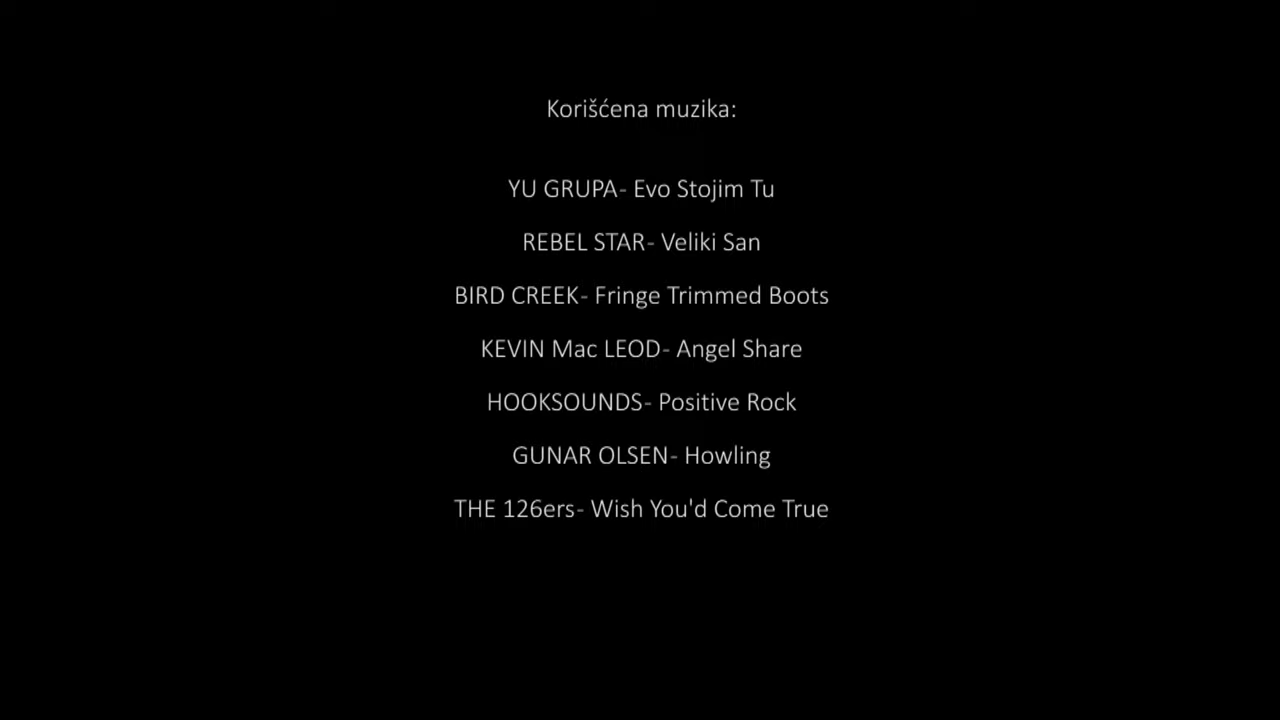 Korišćena muzika:
YU GRUPA- Evo Stojim Tu
REBEL STAR- Veliki San
BIRD CREEK- Fringe Trimmed Boots
KEVIN Mac LEOD- Angel Share
HOOKSOUNDS- Positive Rock
GUNAR OLSEN- Howling
THE 126ers- Wish You'd Come True